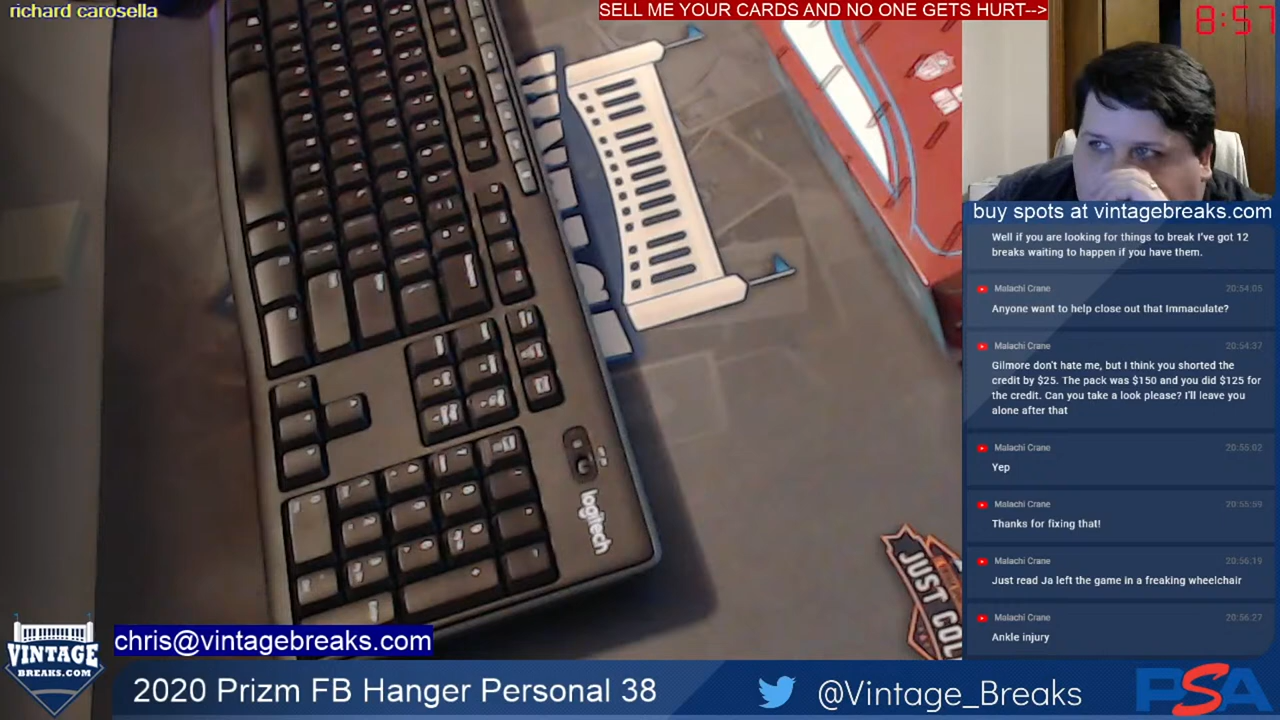 richard carosella
SELL ME YOUR CARDS AND NO ONE GETS HURT-->
8:57
buy spots at vintagebreaks.com
Well if you are looking for things to break I've got 12
breaks waiting to happen if you have them.
Malachi Crane 20:54:05
Anyone want to help close out that Immaculate?
Malachi Crane 20:54:37
Gilmore don't hate me, but I think you shorted the
credit by $25. The pack was $150 and you did $125 for
the credit. Can you take a look please? I'll leave you
alone after that
Malachi Crane 20:55:02
Yep
Malachi Crane 20:55:59
Thanks for fixing that!
Malachi Crane 20:56:19
Just read Ja left the game in a freaking wheelchair
Malachi Crane 20:56:27
Ankle injury
logitech
JUST
VINTAGE
BREAKS.COM
chris@vintagebreaks.com
2020 Prizm FB Hanger Personal 38
@Vintage_Breaks
PSA